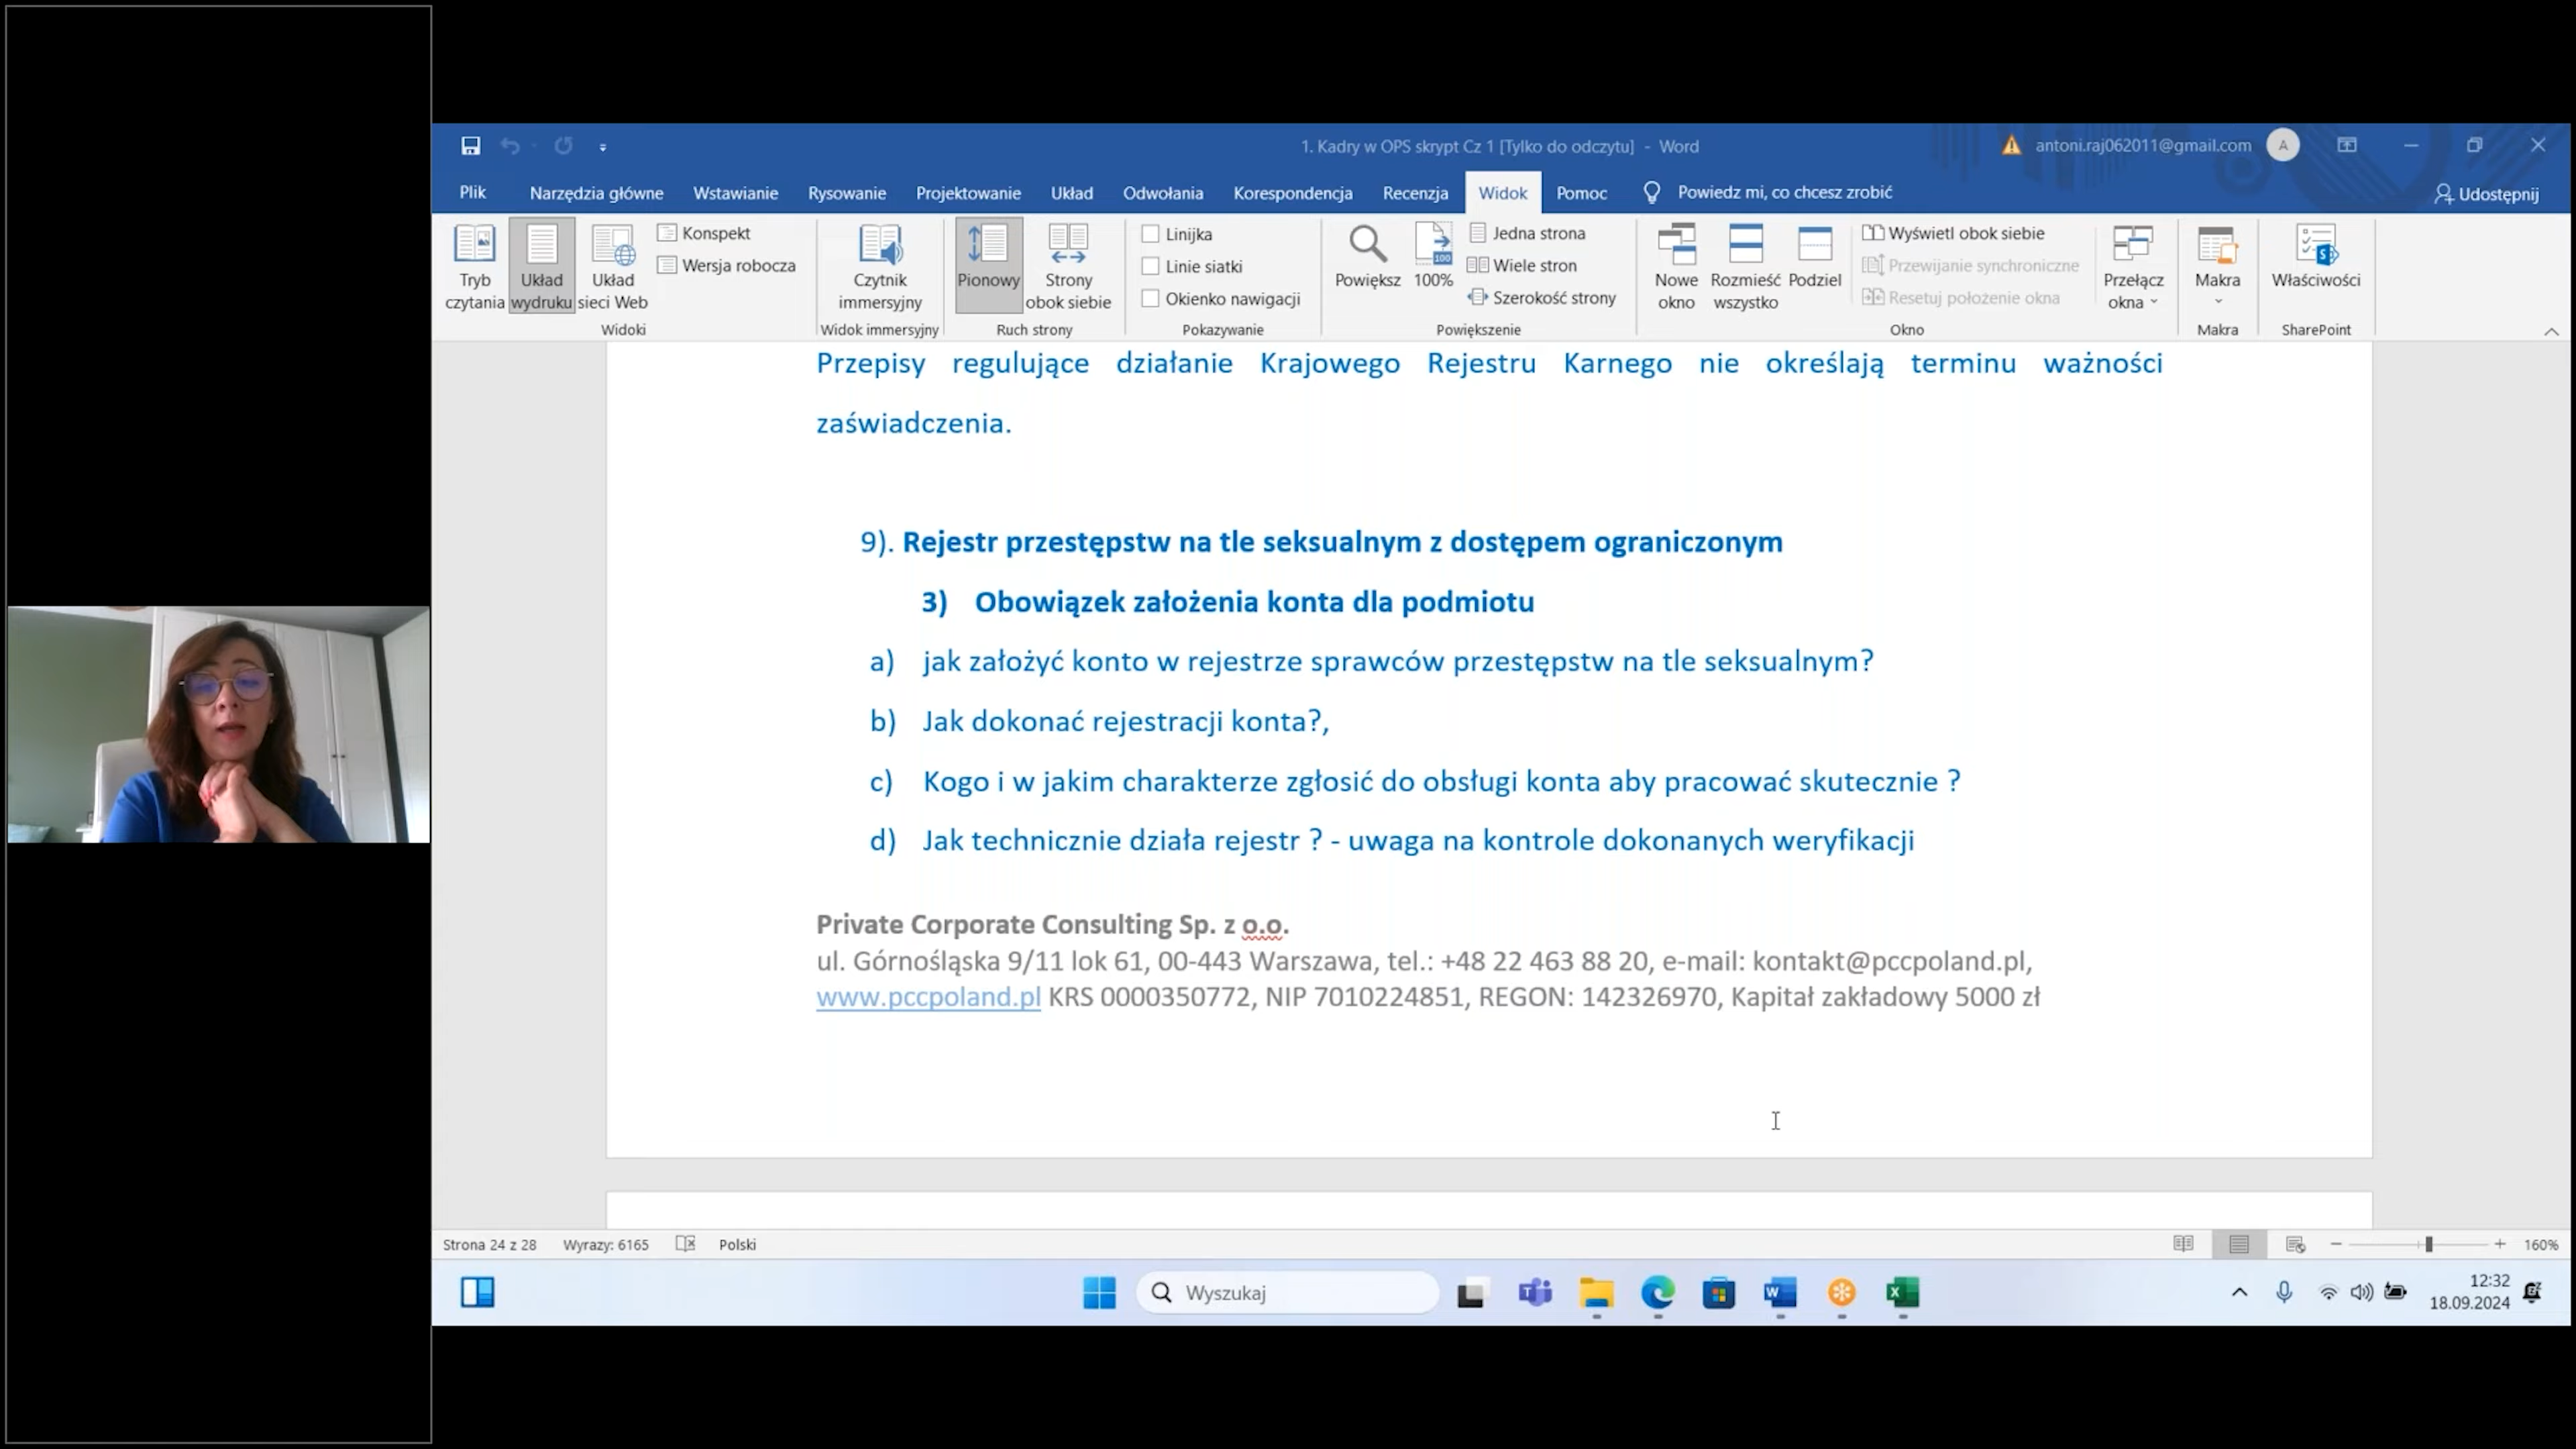 1. Kadry w OPS skrypt Cz 1 [Tylko do odczytu] - Word
antoni.raj062011@gmail.com
A
Plik
Narzędzia główne
Wstawianie
Rysowanie
Projektowanie
Układ
Odwołania
Korespondencja
Recenzja
Widok
Pomoc
Powiedz mi, co chcesz zrobić
Udostępnij
Tryb
czytania
Układ
wydruku
Układ
sieci Web
Konspekt
Wersja robocza
Widoki
Czytnik
immersyjny
Widok immersyjny
Pionowy
Strony
obok siebie
Ruch strony
Linijka
Linie siatki
Okienko nawigacji
Pokazywanie
Powiększ
100
100%
Jedna strona
Wiele stron
Szerokość strony
Powiększenie
Nowe
okno
Rozmieść
wszystko
Podziel
Wyświetl obok siebie
Przewijanie synchroniczne
Resetuj położenie okna
Okno
Przełącz
okna
Makra
Makra
Właściwości
SharePoint
Przepisy regulujące działanie Krajowego Rejestru Karnego nie określają terminu ważności
zaświadczenia.
9). Rejestr przestępstw na tle seksualnym z dostępem ograniczonym
3) Obowiązek założenia konta dla podmiotu
a) jak założyć konto w rejestrze sprawców przestępstw na tle seksualnym?
b) Jak dokonać rejestracji konta?,
c) Kogo i w jakim charakterze zgłosić do obsługi konta aby pracować skutecznie ?
d) Jak technicznie działa rejestr ? - uwaga na kontrole dokonanych weryfikacji
Private Corporate Consulting Sp. z o.o.
ul. Górnośląska 9/11 lok 61, 00-443 Warszawa, tel.: +48 22 463 88 20, e-mail: kontakt@pccpoland.pl,
www.pccpoland.pl KRS 0000350772, NIP 7010224851, REGON: 142326970, Kapitał zakładowy 5000 zł
Strona 24 z 28
Wyrazy: 6165
Polski
160%
Wyszukaj
12:32
18.09.2024